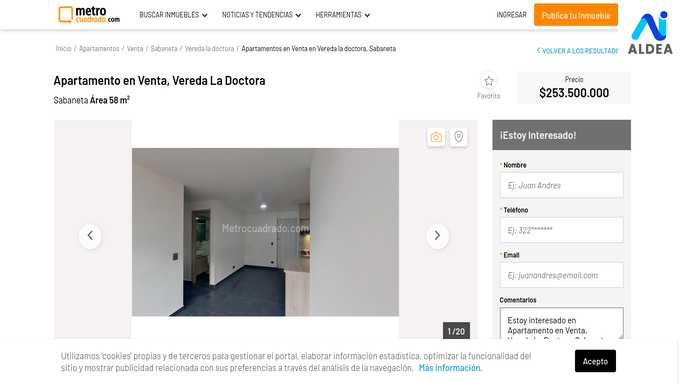 metro
cuadrado.com
BUSCAR INMUEBLES
NOTICIAS Y TENDENCIAS
HERRAMIENTAS
INGRESAR
Publica tu Inmueble
ALDEA
Inicio / Apartamentos / Venta / Sabaneta / Vereda la doctora / Apartamentos en Venta en Vereda la doctora, Sabaneta
VOLVER A LOS RESULTADO
Apartamento en Venta, Vereda La Doctora
Sabaneta Área 58 m²
Favorito
Precio
$253.500.000
Metrocuadrado.com
1 / 20
¡Estoy Interesado!
* Nombre
Ej: Juan Andres
* Teléfono
Ej: 322*******
* Email
Ej: juanandres@email.com
Comentarios
Estoy interesado en
Apartamento en Venta,
Utilizamos 'cookies' propias y de terceros para gestionar el portal, elaborar información estadística, optimizar la funcionalidad del
sitio y mostrar publicidad relacionada con sus preferencias a través del análisis de la navegación. Más información.
Acepto